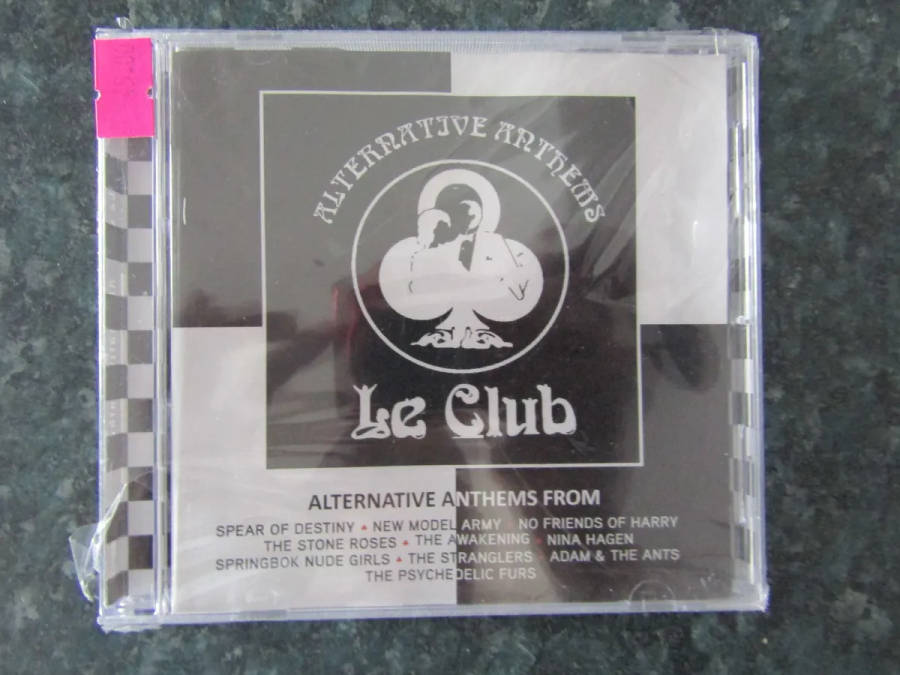 ALTERNATIVE ANTHEMS
Le Club
ALTERNATIVE ANTHEMS FROM
SPEAR OF DESTINY ▲ NEW MODEL ARMY NO FRIENDS OF HARRY
THE STONE ROSES ▲ THE AWAKENING ▲ NINA HAGEN
SPRINGBOK NUDE GIRLS ▲ THE STRANGLERS ADAM & THE ANTS
THE PSYCHEDELIC FURS